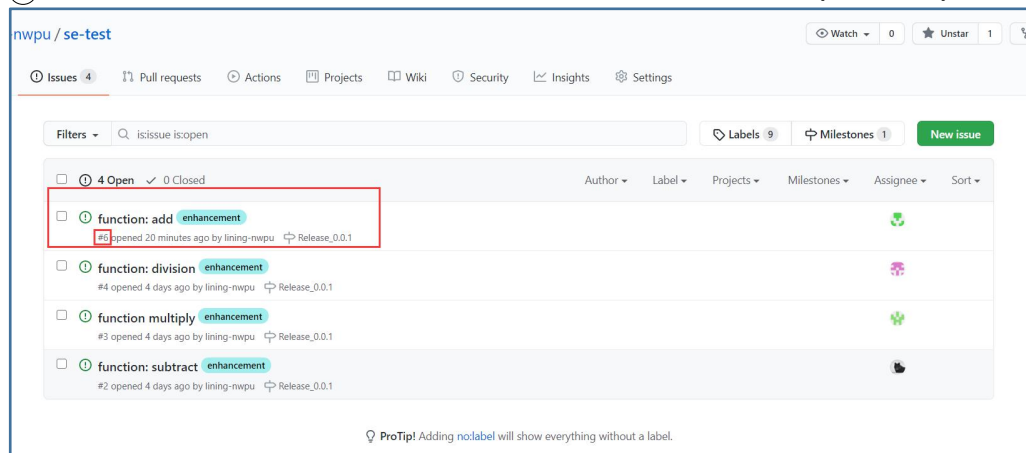 nwpu / se-test
Watch 0 Unstar 1
Issues 4 Pull requests Actions Projects Wiki Security Insights Settings
Filters is:issue is:open Labels 9 Milestones 1 New issue
4 Open 0 Closed Author Label Projects Milestones Assignee Sort
function: add enhancement
#6 opened 20 minutes ago by lining-nwpu Release_0.0.1
function: division enhancement
#4 opened 4 days ago by lining-nwpu Release_0.0.1
function multiply enhancement
#3 opened 4 days ago by lining-nwpu Release_0.0.1
function: subtract enhancement
#2 opened 4 days ago by lining-nwpu Release_0.0.1
ProTip! Adding no:label will show everything without a label.